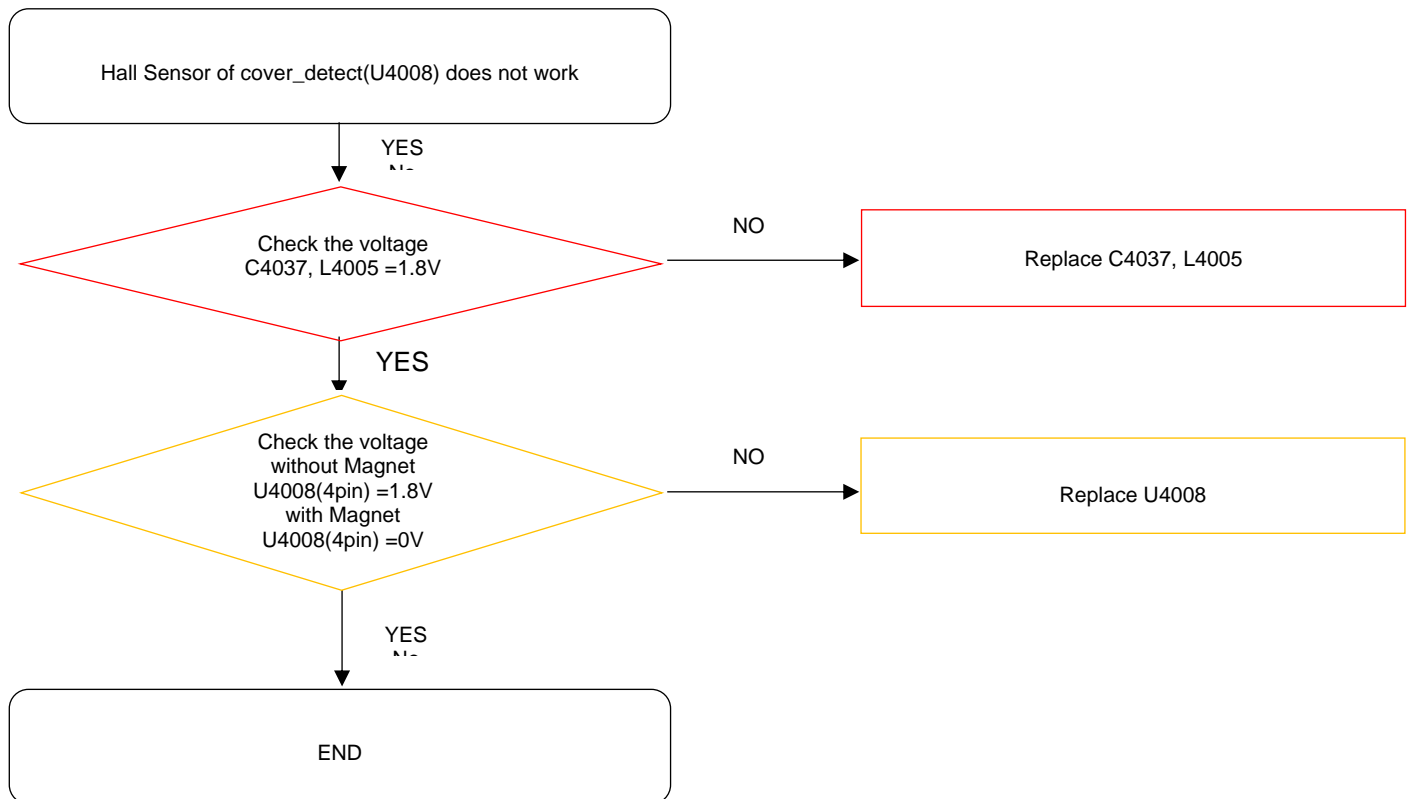 Hall Sensor of cover_detect(U4008) does not work
YES
Check the voltage
C4037, L4005 =1.8V
NO
Replace C4037, L4005
YES
Check the voltage
without Magnet
U4008(4pin) =1.8V
with Magnet
U4008(4pin) =0V
NO
Replace U4008
YES
END